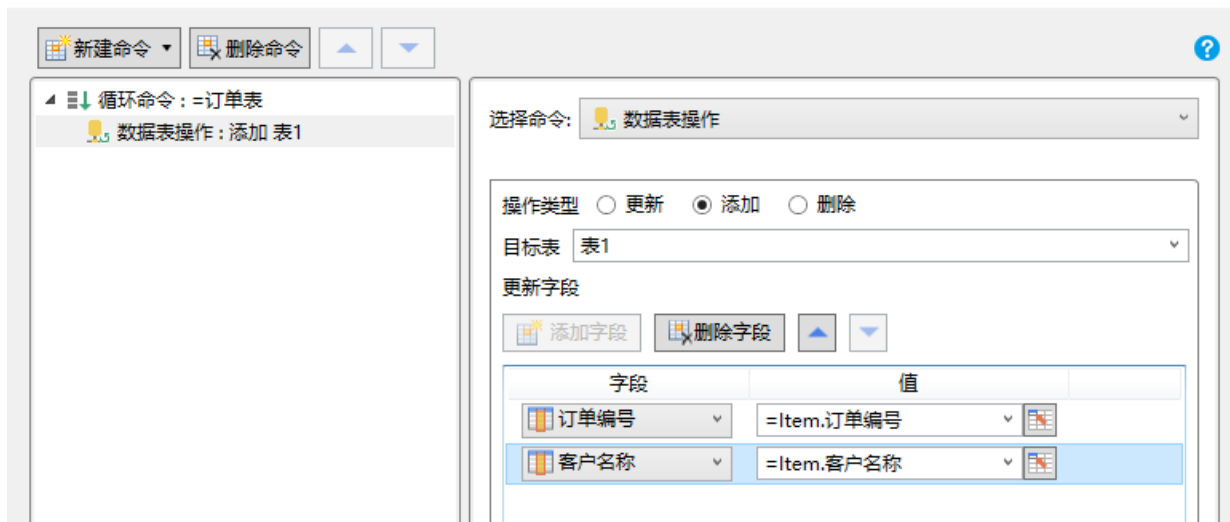 新建命令 删除命令
循环命令 : =订单表
数据表操作 : 添加 表1
选择命令: 数据表操作
操作类型 更新 添加 删除
目标表 表1
更新字段
添加字段 删除字段
字段 值
订单编号 =Item.订单编号
客户名称 =Item.客户名称